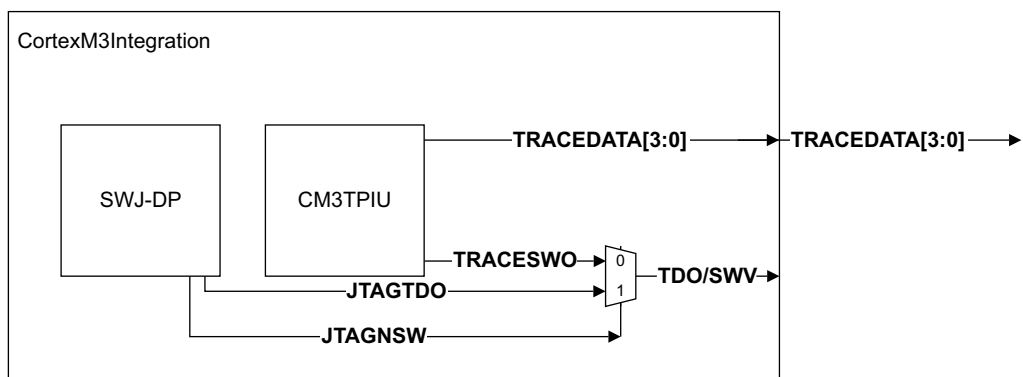 CortexM3Integration
TRACEDATA[3:0]
TRACEDATA[3:0]
SWJ-DP
CM3TPIU
TRACESWO
0
TDO/SWV
JTAGTDO
1
JTAGNSW